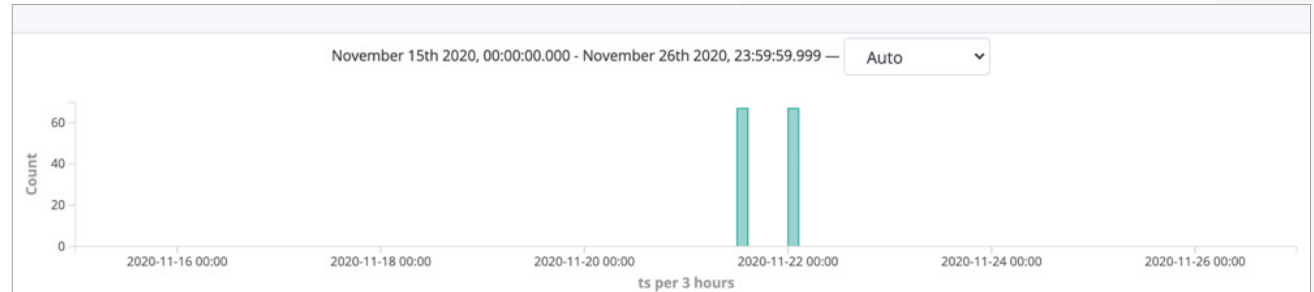 November 15th 2020, 00:00:00.000 - November 26th 2020, 23:59:59.999 — Auto
60
40
20
0
Count
2020-11-16 00:00 2020-11-18 00:00 2020-11-20 00:00 2020-11-22 00:00 2020-11-24 00:00 2020-11-26 00:00
ts per 3 hours